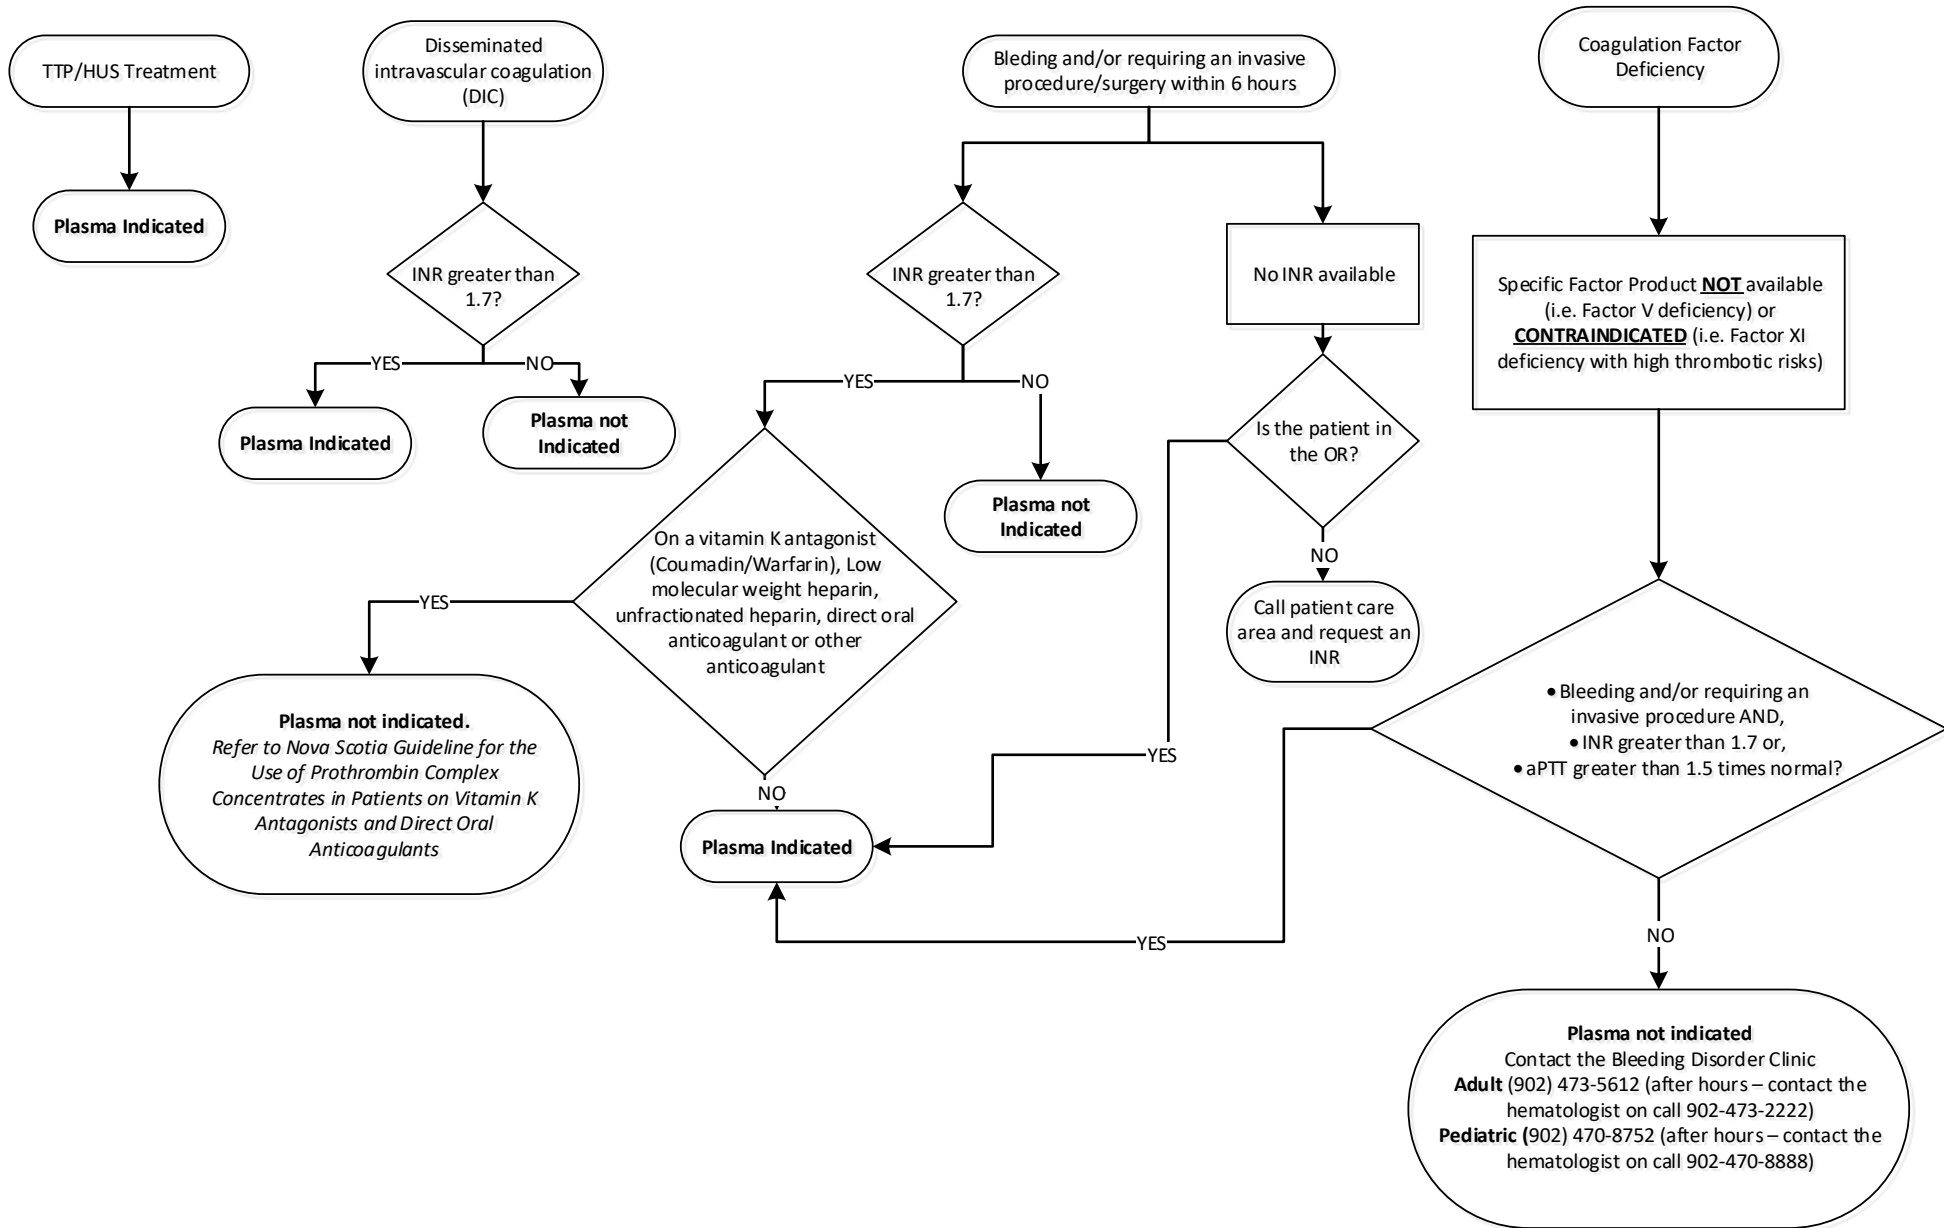 TTP/HUS Treatment
Disseminated
intravascular coagulation
(DIC)
Bleding and/or requiring an invasive
procedure/surgery within 6 hours
Coagulation Factor
Deficiency
Plasma Indicated
INR greater than
1.7?
INR greater than
1.7?
No INR available
Specific Factor Product NOT available
(i.e. Factor V deficiency) or
CONTRAINDICATED (i.e. Factor XI
deficiency with high thrombotic risks)
YES
NO
YES
NO
Plasma Indicated
Plasma not
Indicated
Is the patient in
the OR?
Plasma not
Indicated
On a vitamin K antagonist
(Coumadin/Warfarin), Low
molecular weight heparin,
unfractionated heparin, direct oral
anticoagulant or other
anticoagulant
NO
YES
Call patient care
area and request an
INR
Plasma not indicated.
Refer to Nova Scotia Guideline for the
Use of Prothrombin Complex
Concentrates in Patients on Vitamin K
Antagonists and Direct Oral
Anticoagulants
• Bleeding and/or requiring an
invasive procedure AND,
• INR greater than 1.7 or,
• aPTT greater than 1.5 times normal?
YES
NO
Plasma Indicated
YES
NO
Plasma not indicated
Contact the Bleeding Disorder Clinic
Adult (902) 473-5612 (after hours – contact the
hematologist on call 902-473-2222)
Pediatric (902) 470-8752 (after hours – contact the
hematologist on call 902-470-8888)